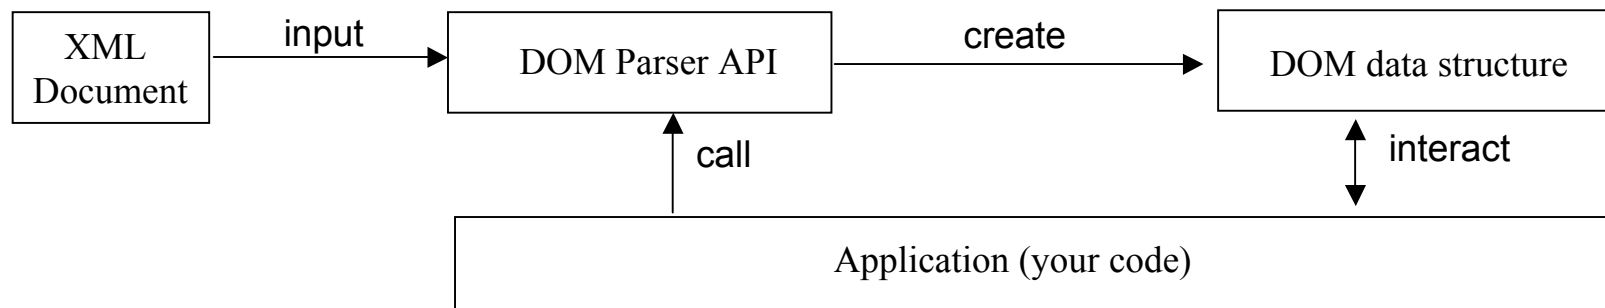 XML
Document
input
DOM Parser API
create
DOM data structure
call
interact
Application (your code)